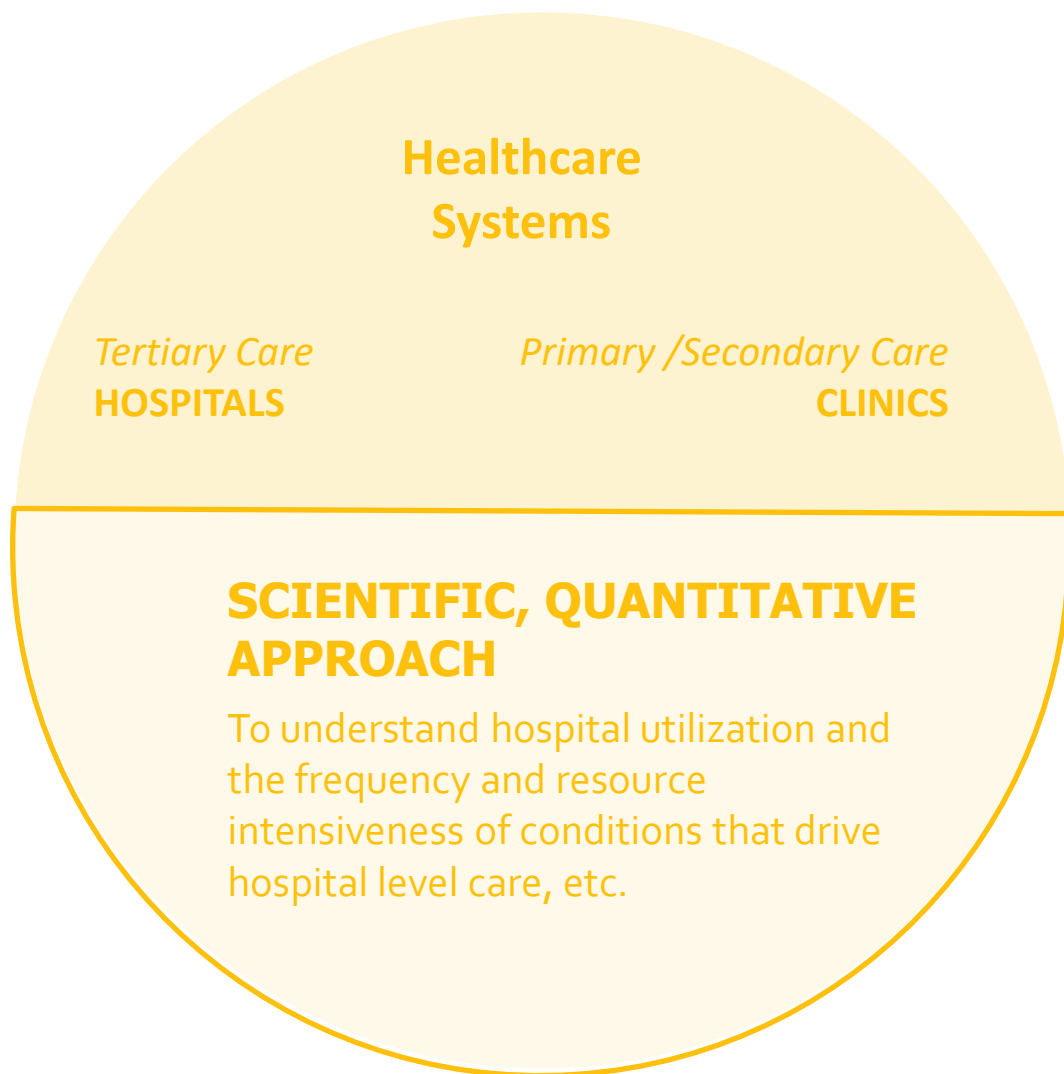 Healthcare
Systems
Tertiary Care
HOSPITALS
Primary /Secondary Care
CLINICS
SCIENTIFIC, QUANTITATIVE
APPROACH
To understand hospital utilization and
the frequency and resource
intensiveness of conditions that drive
hospital level care, etc.